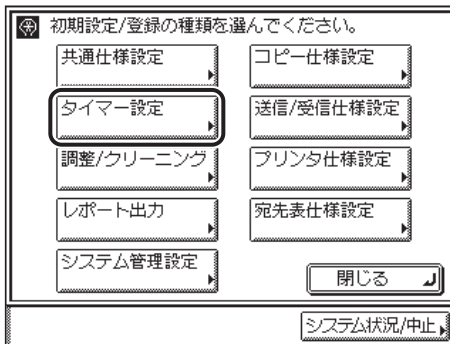 初期設定/登録の種類を選んでください。
共通仕様設定
コピー仕様設定
タイマー設定
送信/受信仕様設定
調整/クリーニング
プリンタ仕様設定
レポート出力
宛先表仕様設定
システム管理設定
閉じる
システム状況/中止